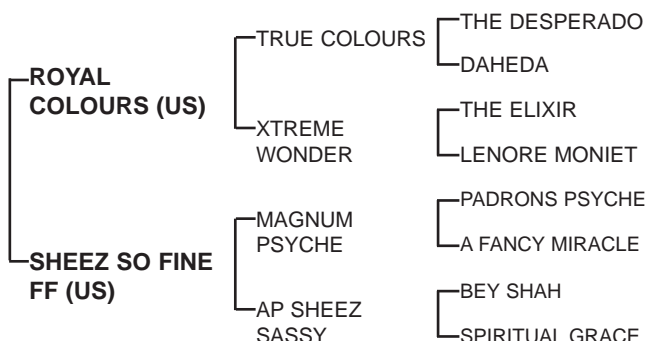 ROYAL
COLOURS (US)
TRUE COLOURS
THE DESPERADO
DAHEDA
XTREME
WONDER
THE ELIXIR
LENORE MONIET
SHEEZ SO FINE
FF (US)
MAGNUM
PSYCHE
PADRONS PSYCHE
A FANCY MIRACLE
AP SHEEZ
SASSY
BEY SHAH
SPIRITUAL GRACE